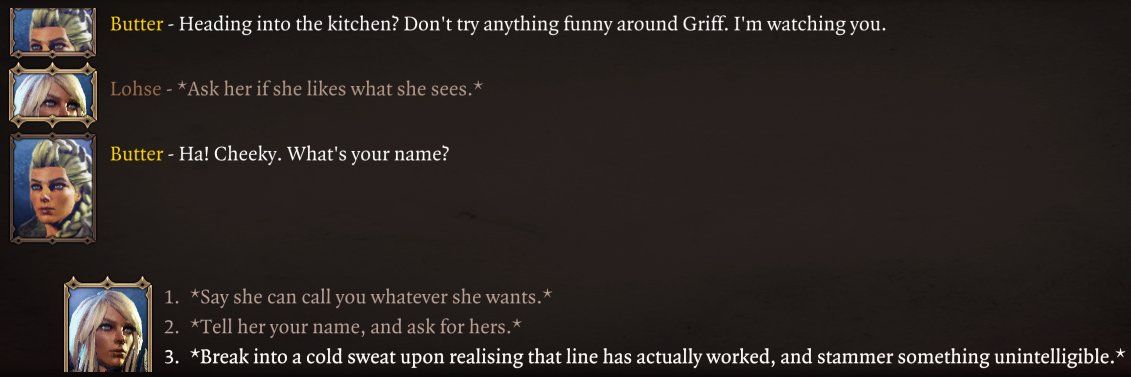 Butter - Heading into the kitchen? Don't try anything funny around Griff. I'm watching you.
Lohse - *Ask her if she likes what she sees.*
Butter - Ha! Cheeky. What's your name?
1. *Say she can call you whatever she wants.*
2. *Tell her your name, and ask for hers.*
3. *Break into a cold sweat upon realising that line has actually worked, and stammer something unintelligible.*